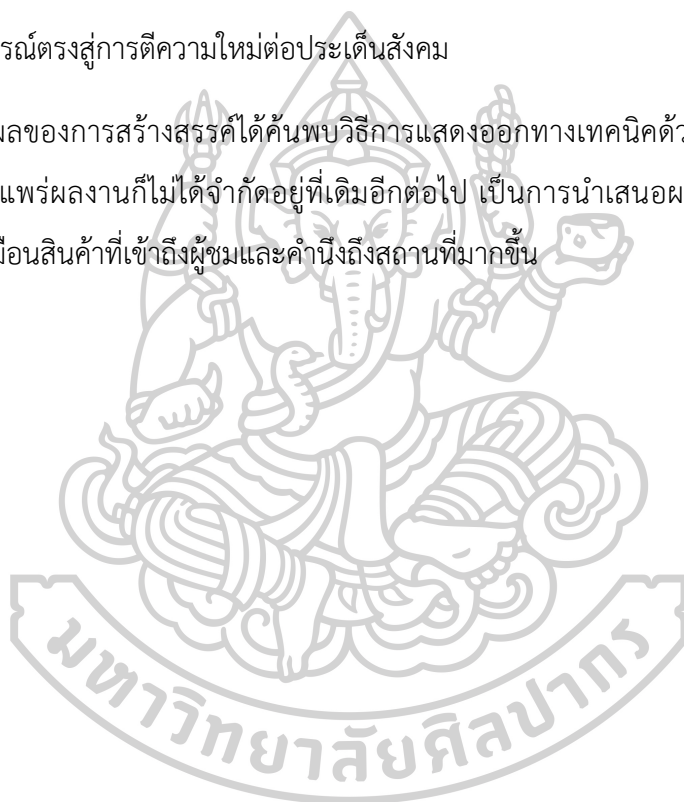 รณ์ตรงสู่การตีความใหม่ต่อประเด็นสังคม
ผลของการสร้างสรรค์ได้ค้นพบวิธีการแสดงออกทางเทคนิคด้ว
แพร่ผลงานก็ไม่ได้จำกัดอยู่ที่เดิมอีกต่อไป เป็นการนำเสนอผ
มือนสินค้าที่เข้าถึงผู้ชมและคำนึงถึงสถานที่มากขึ้น
มหาวิทยาลัยศิลปากร